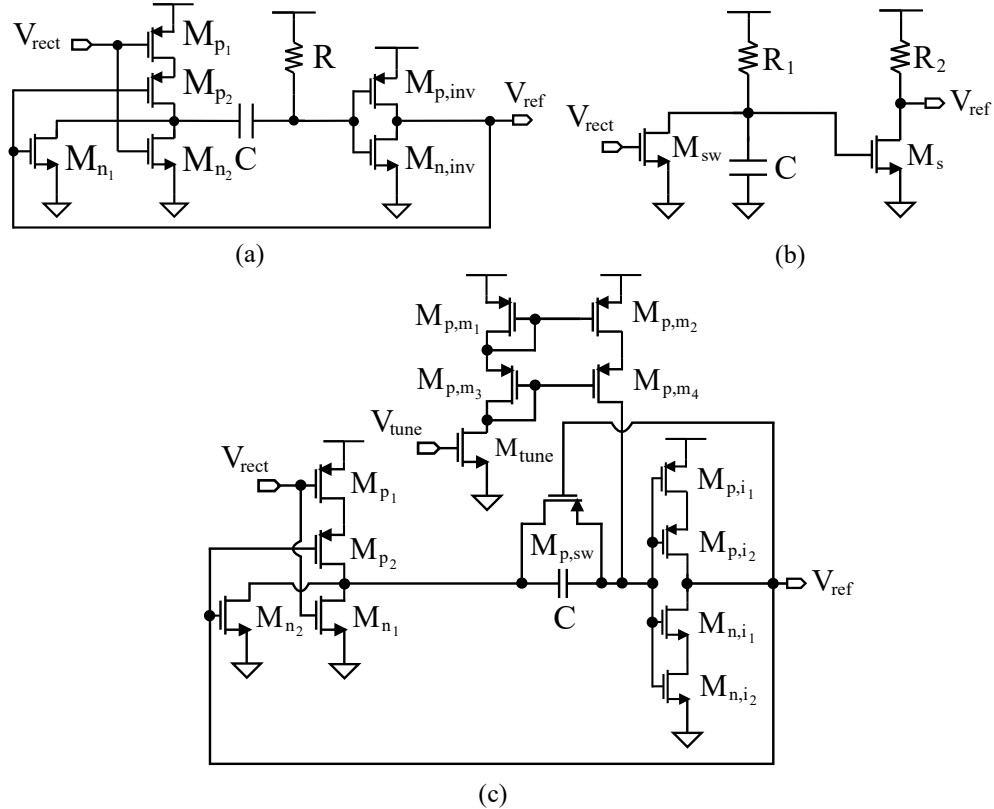 V_rect
M_p1
M_p2
M_n1
M_n2
C
R
M_p,inv
M_n,inv
V_ref
(a)
V_rect
M_sw
R_1
C
R_2
M_s
V_ref
(b)
M_p,m1
M_p,m2
M_p,m3
M_p,m4
V_tune
M_tune
V_rect
M_p1
M_p2
M_n2
M_n1
M_p,sw
C
M_p,i1
M_p,i2
M_n,i1
M_n,i2
V_ref
(c)